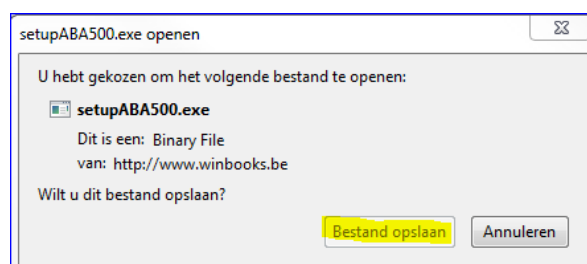 setupABA500.exe openen
U hebt gekozen om het volgende bestand te openen:
setupABA500.exe
Dit is een: Binary File
van: http://www.winbooks.be
Wilt u dit bestand opslaan?
Bestand opslaan Annuleren